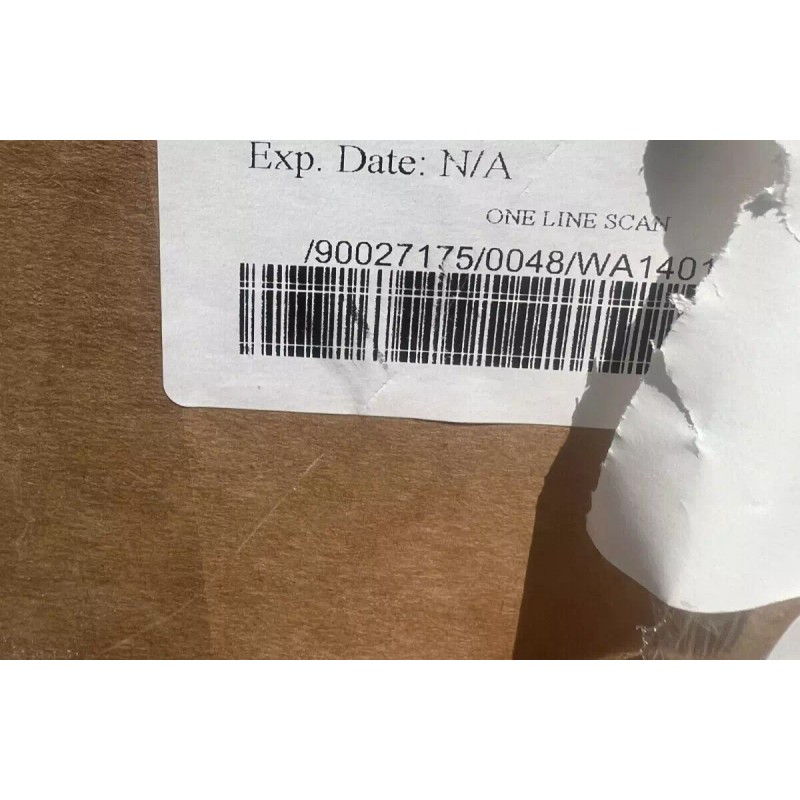 Exp. Date: N/A
ONE LINE SCAN
/90027175/0048/WA1401